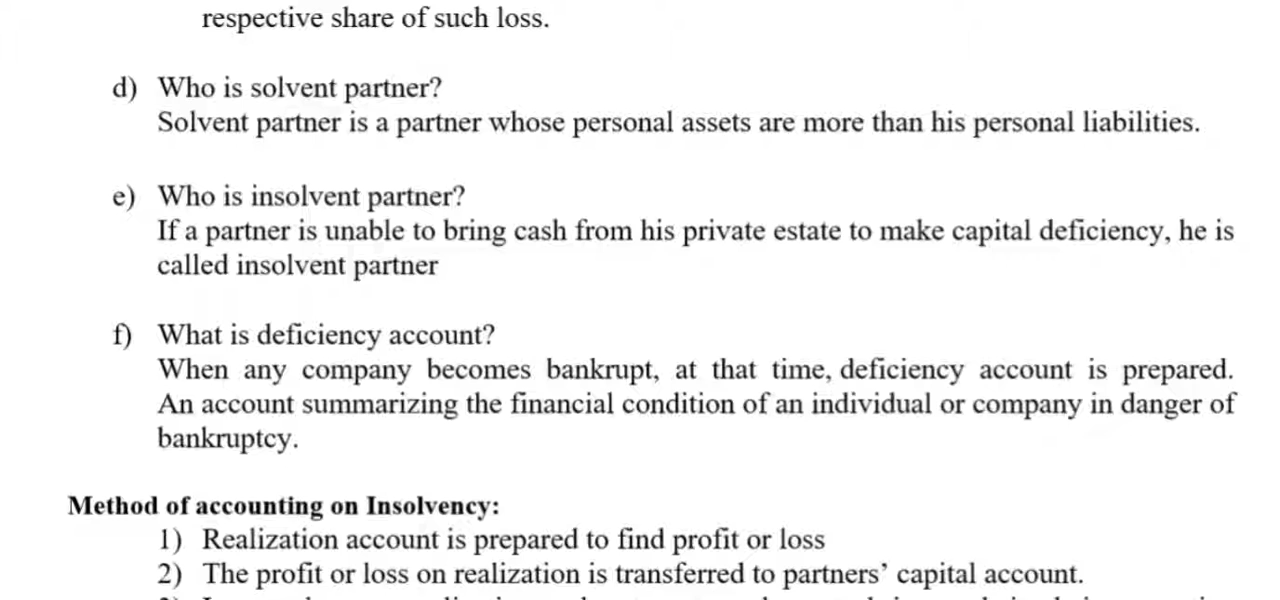 respective share of such loss.
d) Who is solvent partner?
Solvent partner is a partner whose personal assets are more than his personal liabilities.
e) Who is insolvent partner?
If a partner is unable to bring cash from his private estate to make capital deficiency, he is
called insolvent partner
f) What is deficiency account?
When any company becomes bankrupt, at that time, deficiency account is prepared.
An account summarizing the financial condition of an individual or company in danger of
bankruptcy.
Method of accounting on Insolvency:
1) Realization account is prepared to find profit or loss
2) The profit or loss on realization is transferred to partners’ capital account.